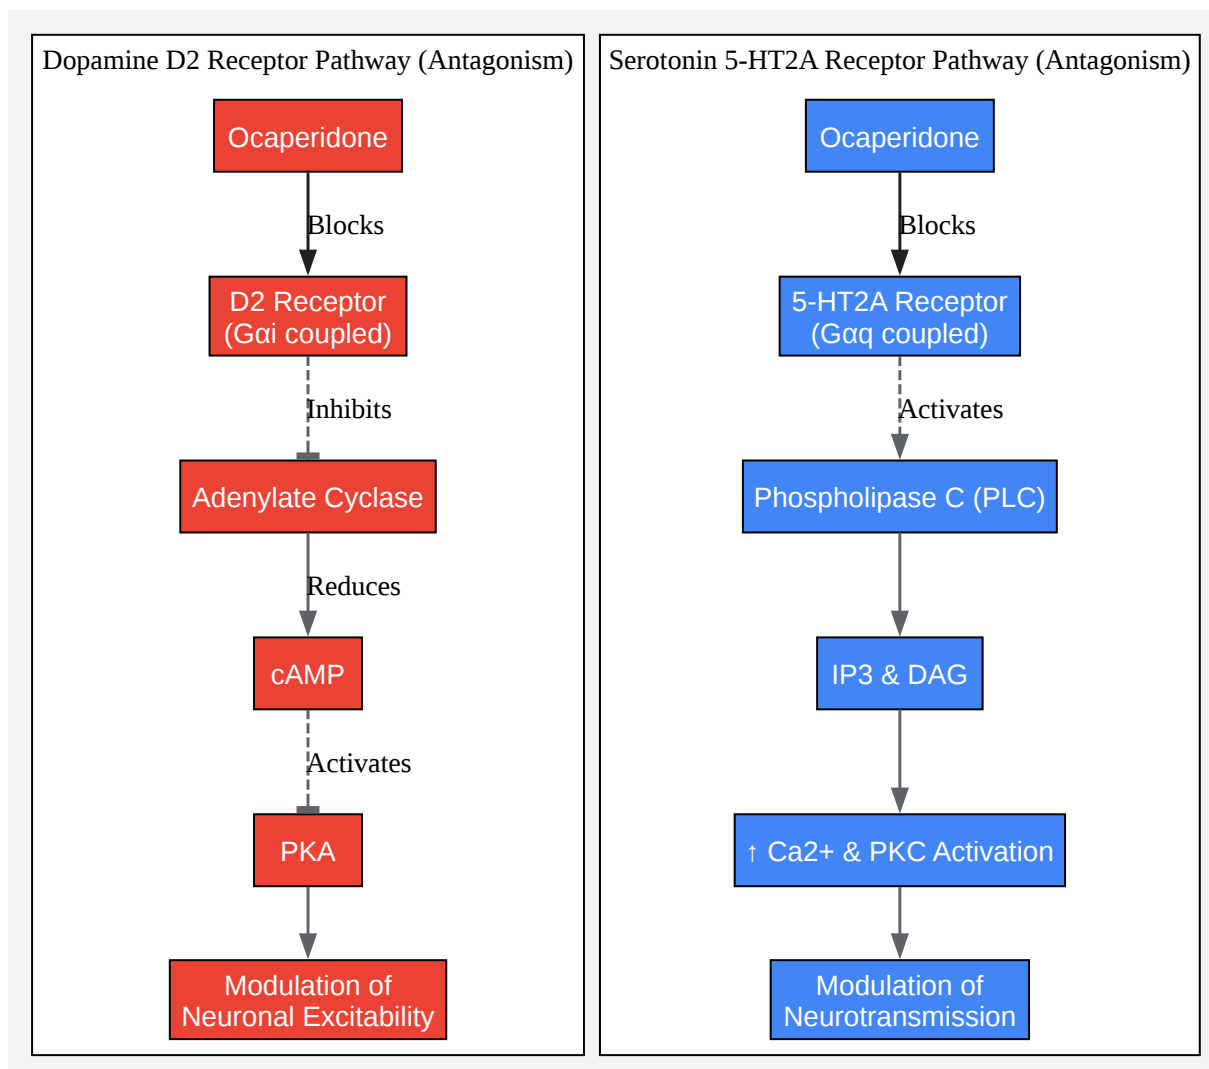 Dopamine D2 Receptor Pathway (Antagonism)
Ocaperidone
Blocks
D2 Receptor
(Gαi coupled)
Inhibits
Adenylate Cyclase
Reduces
cAMP
Activates
PKA
Modulation of
Neuronal Excitability
Serotonin 5-HT2A Receptor Pathway (Antagonism)
Ocaperidone
Blocks
5-HT2A Receptor
(Gαq coupled)
Activates
Phospholipase C (PLC)
IP3 & DAG
↑ Ca2+ & PKC Activation
Modulation of
Neurotransmission